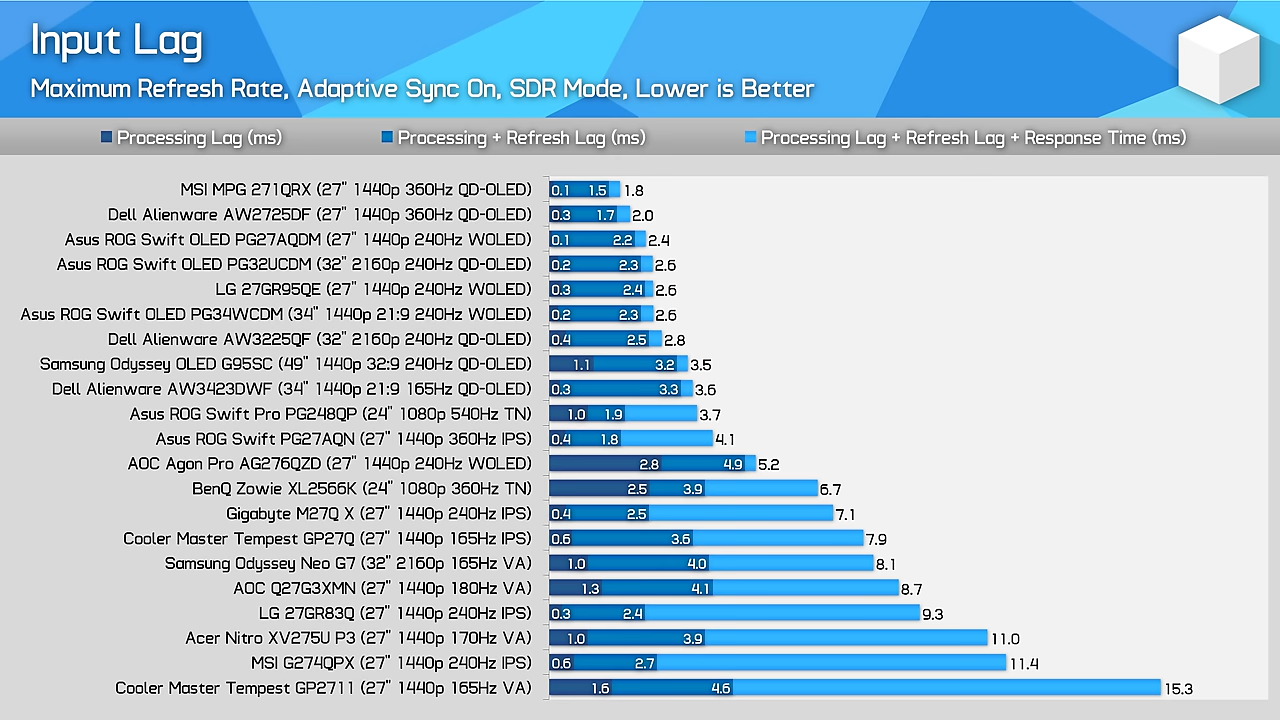 Input Lag
Maximum Refresh Rate, Adaptive Sync On, SDR Mode, Lower is Better
Processing Lag (ms) Processing + Refresh Lag (ms) Processing Lag + Refresh Lag + Response Time (ms)
MSI MPG 271QRX (27" 1440p 360Hz QD-OLED) 0.1 1.5 1.8
Dell Alienware AW2725DF (27" 1440p 360Hz QD-OLED) 0.3 1.7 2.0
Asus ROG Swift OLED PG27AQDM (27" 1440p 240Hz WOLED) 0.1 2.2 2.4
Asus ROG Swift OLED PG32UCDM (32" 2160p 240Hz QD-OLED) 0.2 2.3 2.6
LG 27GR95QE (27" 1440p 240Hz WOLED) 0.3 2.4 2.6
Asus ROG Swift OLED PG34WCDM (34" 1440p 21:9 240Hz WOLED) 0.2 2.3 2.6
Dell Alienware AW3225QF (32" 2160p 240Hz QD-OLED) 0.4 2.5 2.8
Samsung Odyssey OLED G95SC (49" 1440p 32:9 240Hz QD-OLED) 1.1 3.2 3.5
Dell Alienware AW3423DWF (34" 1440p 21:9 165Hz QD-OLED) 0.3 3.3 3.6
Asus ROG Swift Pro PG248QP (24" 1080p 540Hz TN) 1.0 1.9 3.7
Asus ROG Swift PG27AQN (27" 1440p 360Hz IPS) 0.4 1.8 4.1
AOC Agon Pro AG276QZD (27" 1440p 240Hz WOLED) 2.8 4.9 5.2
BenQ Zowie XL2566K (24" 1080p 360Hz TN) 2.5 3.9 6.7
Gigabyte M27Q X (27" 1440p 240Hz IPS) 0.4 2.5 7.1
Cooler Master Tempest GP27Q (27" 1440p 165Hz IPS) 0.6 3.6 7.9
Samsung Odyssey Neo G7 (32" 2160p 165Hz VA) 1.0 4.0 8.1
AOC Q27G3XMN (27" 1440p 180Hz VA) 1.3 4.1 8.7
LG 27GR83Q (27" 1440p 240Hz IPS) 0.3 2.4 9.3
Acer Nitro XV275U P3 (27" 1440p 170Hz VA) 1.0 3.9 11.0
MSI G274QPX (27" 1440p 240Hz IPS) 0.6 2.7 11.4
Cooler Master Tempest GP2711 (27" 1440p 165Hz VA) 1.6 4.6 15.3